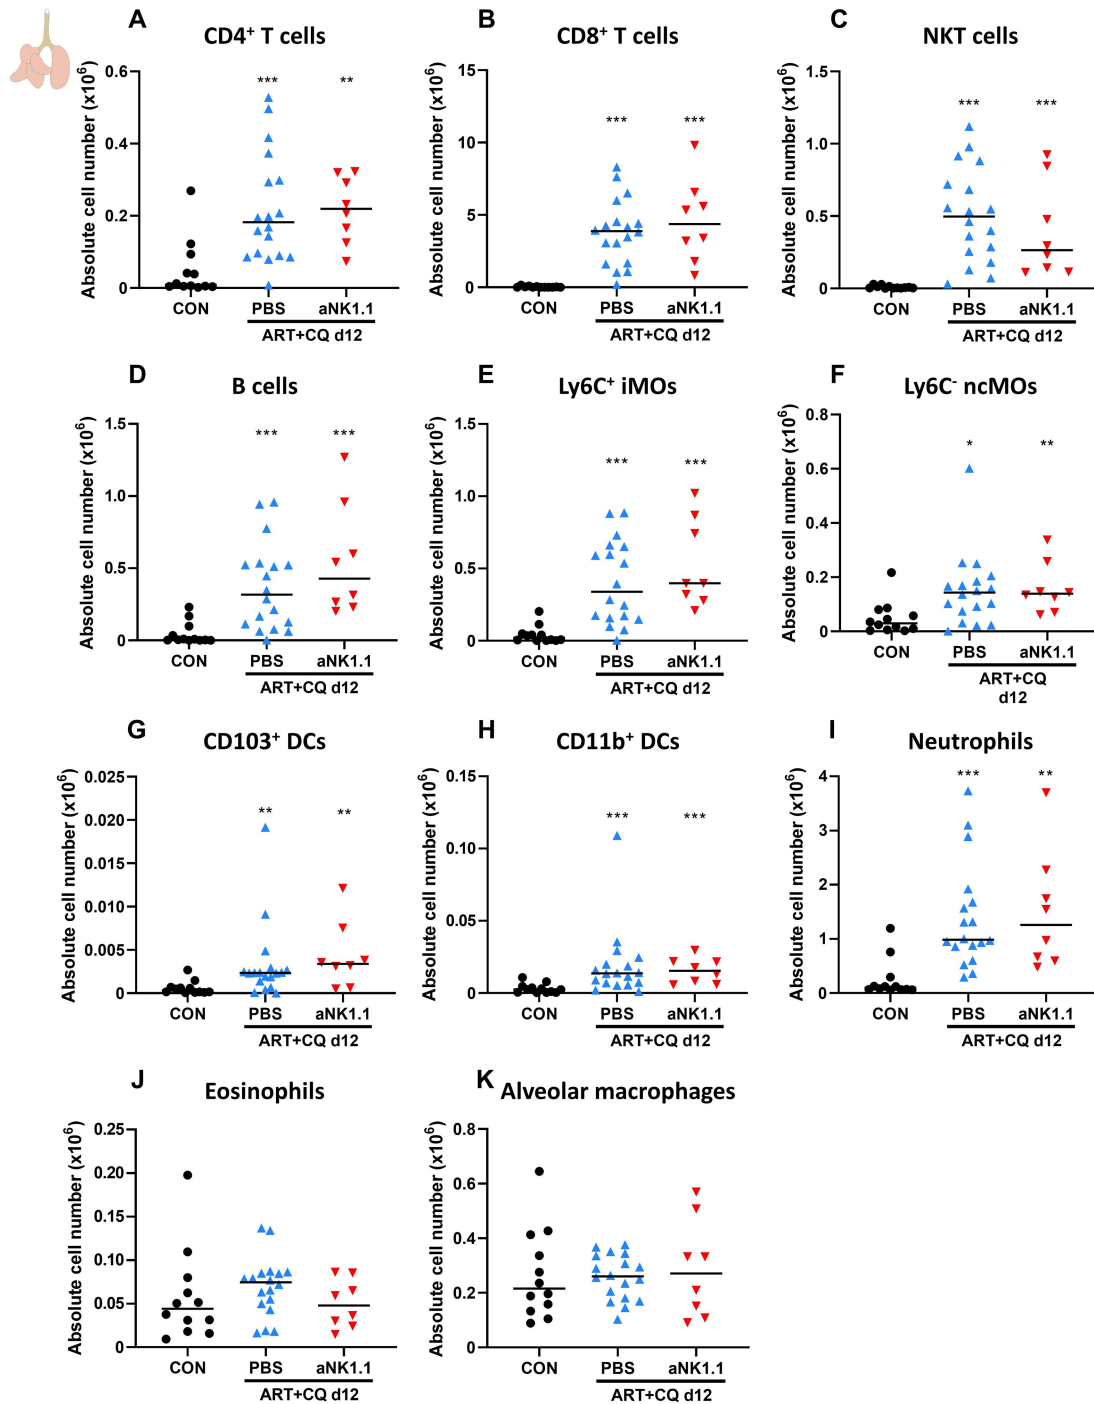 A
CD4⁺ T cells
Absolute cell number (x10⁶)
0.6
0.4
0.2
0
***
**
CON
PBS
aNK1.1
ART+CQ d12
B
CD8⁺ T cells
Absolute cell number (x10⁶)
15
10
5
0
***
***
CON
PBS
aNK1.1
ART+CQ d12
C
NKT cells
Absolute cell number (x10⁶)
1.5
1.0
0.5
0
***
***
CON
PBS
aNK1.1
ART+CQ d12
D
B cells
Absolute cell number (x10⁶)
1.5
1.0
0.5
0
***
***
CON
PBS
aNK1.1
ART+CQ d12
E
Ly6C⁺ iMOs
Absolute cell number (x10⁶)
1.5
1.0
0.5
0
***
***
CON
PBS
aNK1.1
ART+CQ d12
F
Ly6C⁻ ncMOs
Absolute cell number (x10⁶)
0.8
0.6
0.4
0.2
0
*
**
CON
PBS
aNK1.1
ART+CQ
d12
G
CD103⁺ DCs
Absolute cell number (x10⁶)
0.025
0.020
0.015
0.010
0.005
0
**
**
CON
PBS
aNK1.1
ART+CQ d12
H
CD11b⁺ DCs
Absolute cell number (x10⁶)
0.15
0.10
0.05
0
***
***
CON
PBS
aNK1.1
ART+CQ d12
I
Neutrophils
Absolute cell number (x10⁶)
4
3
2
1
0
***
**
CON
PBS
aNK1.1
ART+CQ d12
J
Eosinophils
Absolute cell number (x10⁶)
0.25
0.20
0.15
0.10
0.05
0
CON
PBS
aNK1.1
ART+CQ d12
K
Alveolar macrophages
Absolute cell number (x10⁶)
0.8
0.6
0.4
0.2
0
CON
PBS
aNK1.1
ART+CQ d12